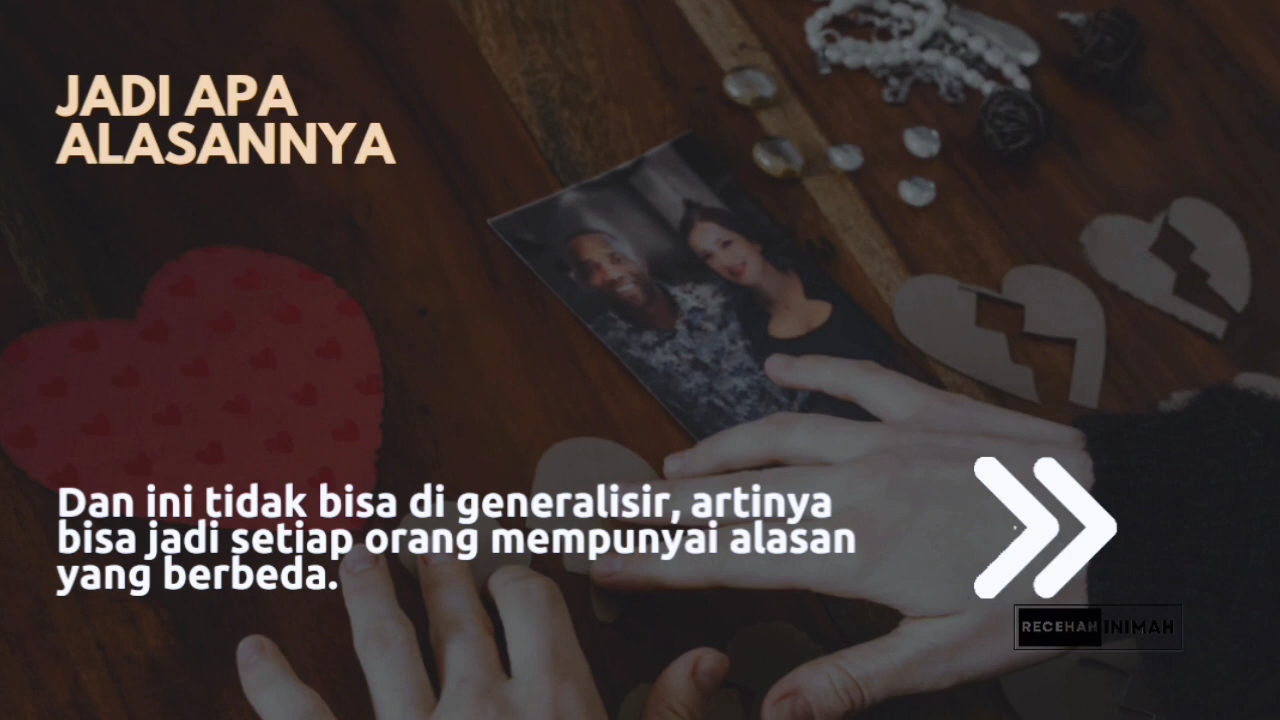 JADI APA
ALASANNYA
Dan ini tidak bisa di generalisir, artinya
bisa jadi setiap orang mempunyai alasan
yang berbeda.
RECEHAN INIMAH